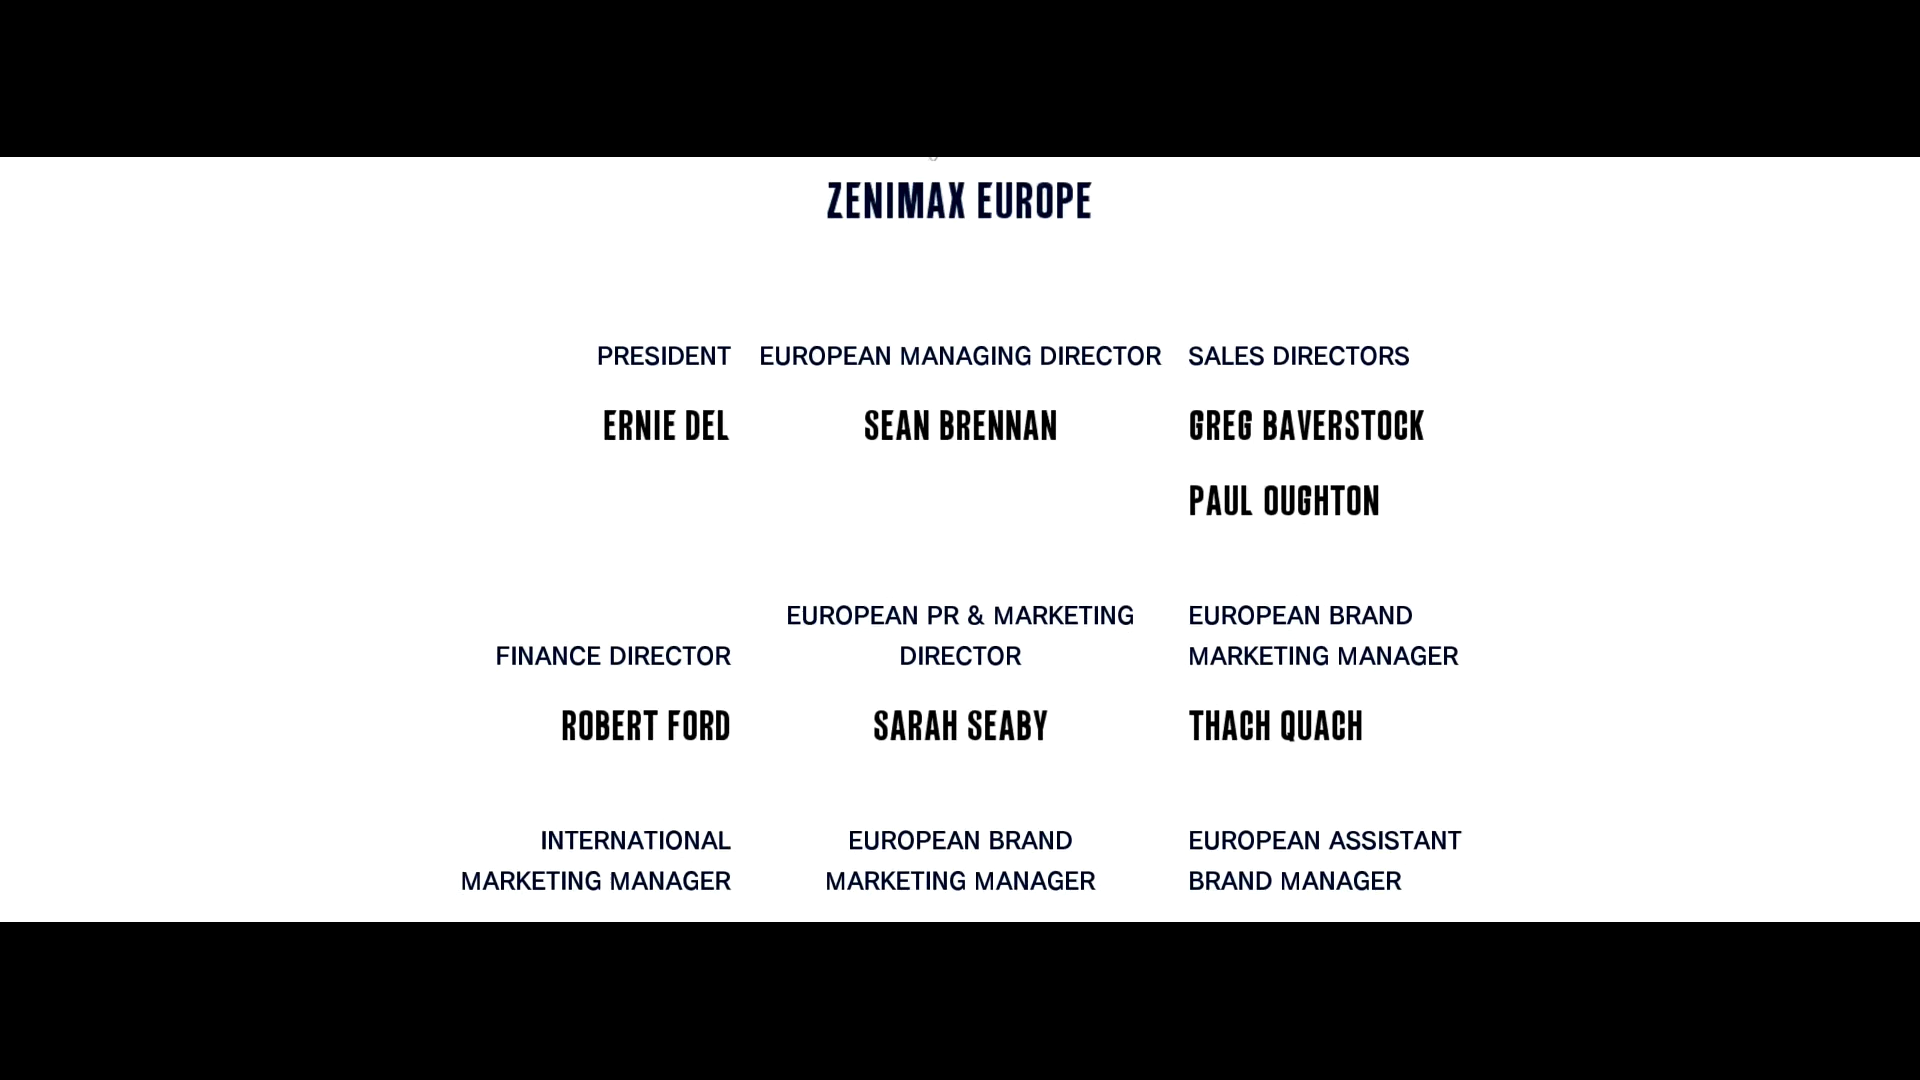 ZENIMAX EUROPE
PRESIDENT
ERNIE DEL
EUROPEAN MANAGING DIRECTOR
SEAN BRENNAN
SALES DIRECTORS
GREG BAVERSTOCK
PAUL OUGHTON
FINANCE DIRECTOR
ROBERT FORD
EUROPEAN PR & MARKETING
DIRECTOR
SARAH SEABY
EUROPEAN BRAND
MARKETING MANAGER
THACH QUACH
INTERNATIONAL
MARKETING MANAGER
EUROPEAN BRAND
MARKETING MANAGER
EUROPEAN ASSISTANT
BRAND MANAGER